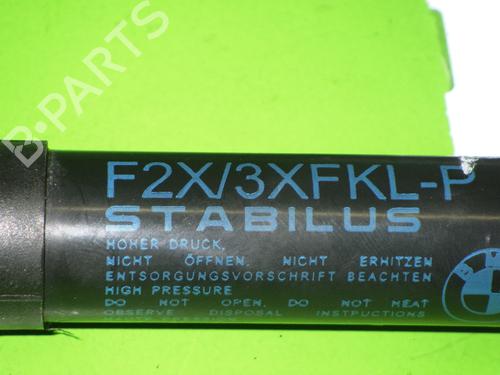 B-PARTS
F2X/3XFKL-P
STABILUS
HOHER DRUCK,
NICHT ÖFFNEN, NICHT ERHITZEN
ENTSORGUNGSVORSCHRIFT BEACHTEN
HIGH PRESSURE
DO NOT OPEN, DO NOT HEAT
OBSERVE DISPOSAL INSTRUCTIONS